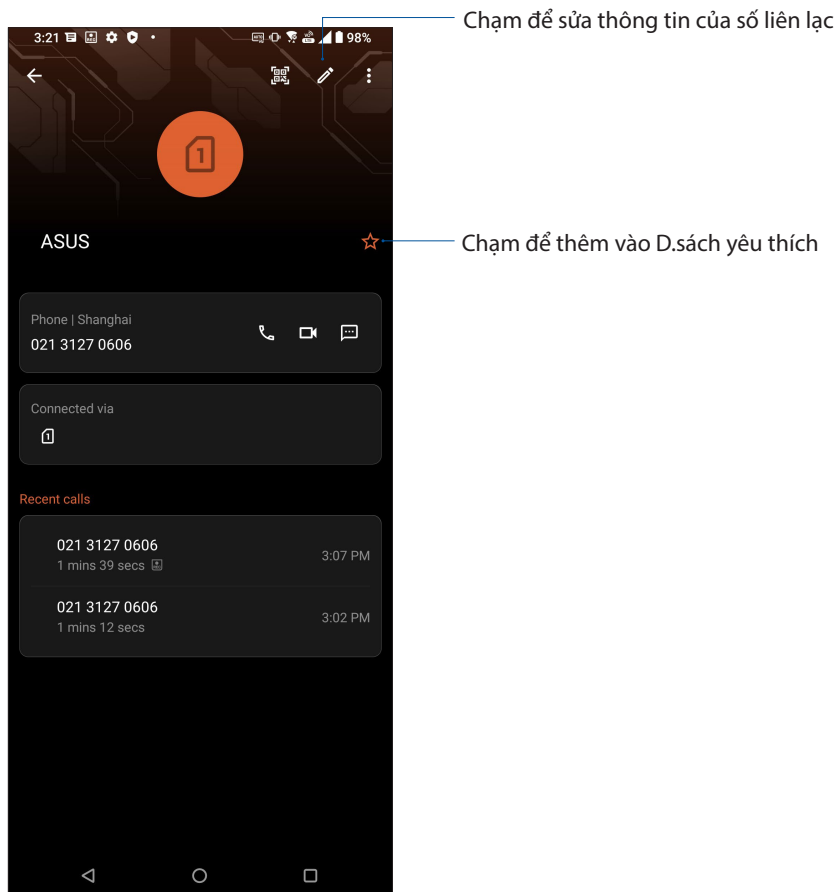 Chạm để sửa thông tin của số liên lạc
3:21 98%
ASUS
Chạm để thêm vào D.sách yêu thích
Phone | Shanghai
021 3127 0606
Connected via
1
Recent calls
021 3127 0606
3:07 PM
1 mins 39 secs
021 3127 0606
3:02 PM
1 mins 12 secs